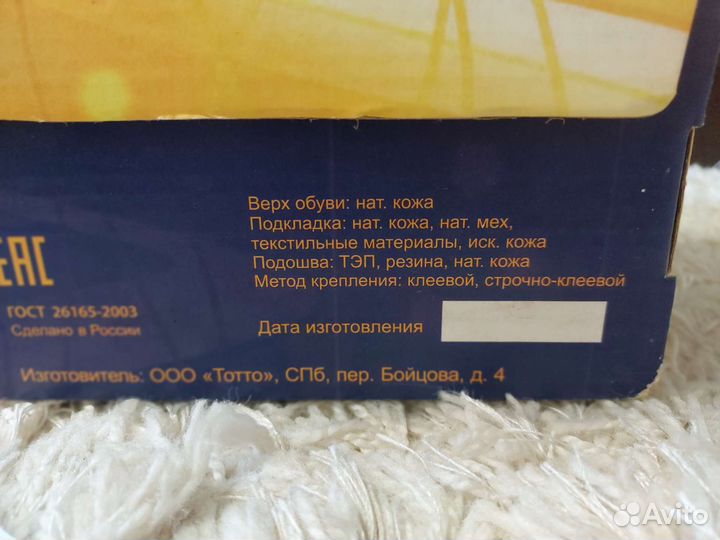 Верх обуви: нат. кожа
Подкладка: нат. кожа, нат. мех,
текстильные материалы, иск. кожа
Подошва: ТЭП, резина, нат. кожа
Метод крепления: клеевой, строчно-клеевой
EAC
ГОСТ 26165-2003
Сделано в России
Дата изготовления
Изготовитель: ООО «Тотто», СПб, пер. Бойцова, д. 4
Avito